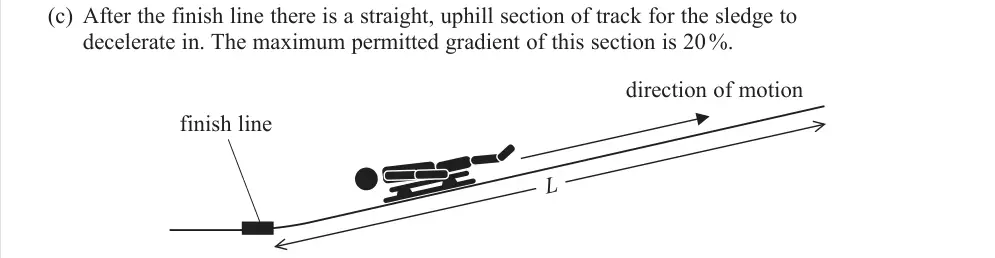 (c) After the finish line there is a straight, uphill section of track for the sledge to
decelerate in. The maximum permitted gradient of this section is 20%.
direction of motion
finish line
L